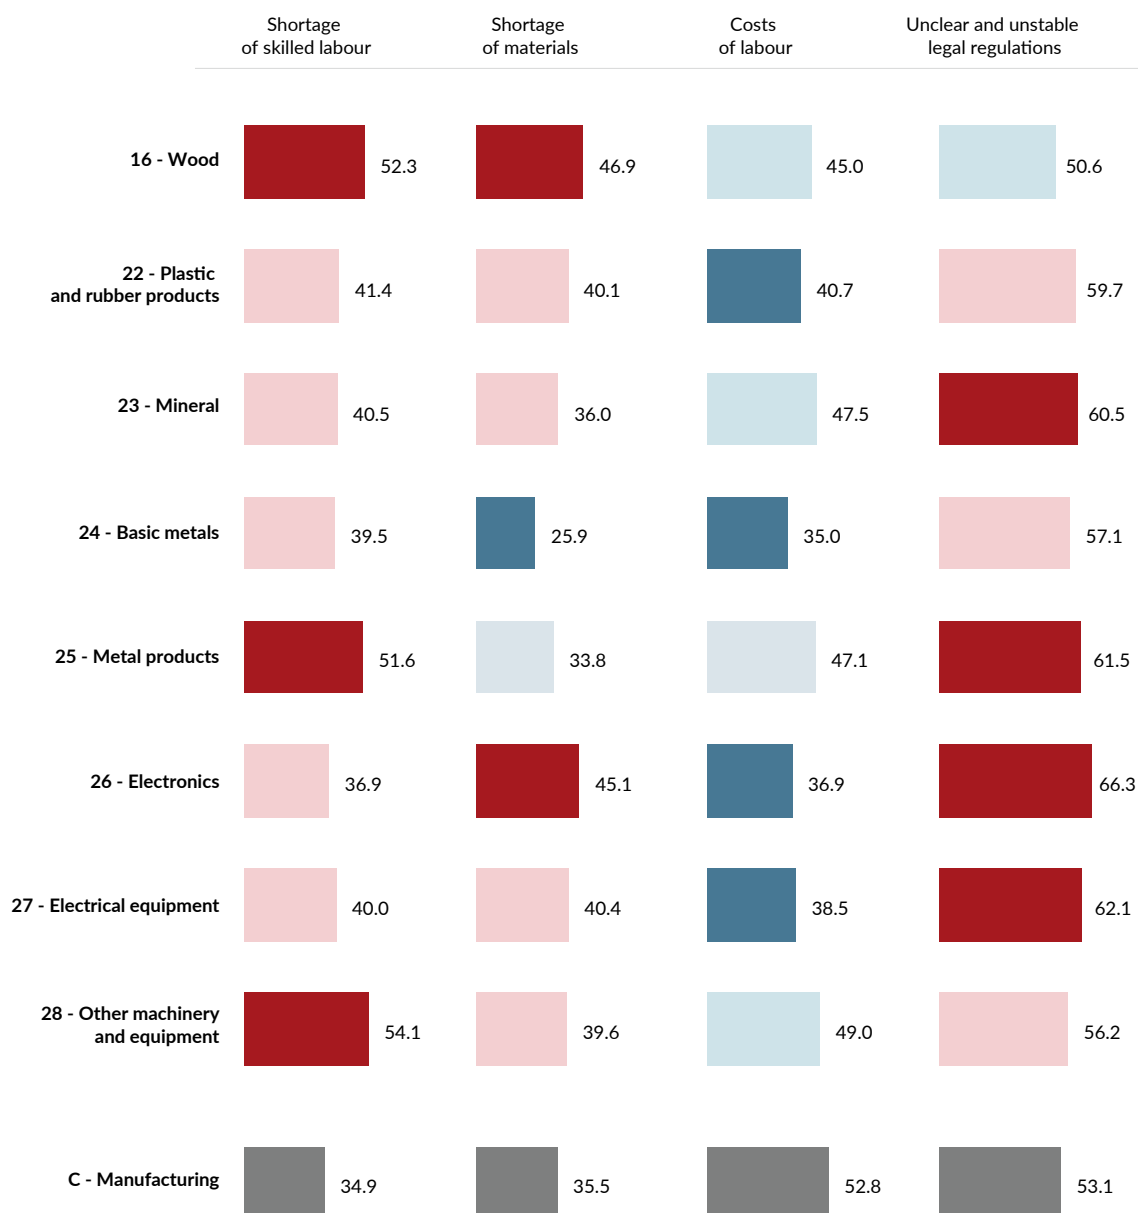 Shortage
of skilled labour
Shortage
of materials
Costs
of labour
Unclear and unstable
legal regulations
16 - Wood
52.3
46.9
45.0
50.6
22 - Plastic
and rubber products
41.4
40.1
40.7
59.7
23 - Mineral
40.5
36.0
47.5
60.5
24 - Basic metals
39.5
25.9
35.0
57.1
25 - Metal products
51.6
33.8
47.1
61.5
26 - Electronics
36.9
45.1
36.9
66.3
27 - Electrical equipment
40.0
40.4
38.5
62.1
28 - Other machinery
and equipment
54.1
39.6
49.0
56.2
C - Manufacturing
34.9
35.5
52.8
53.1